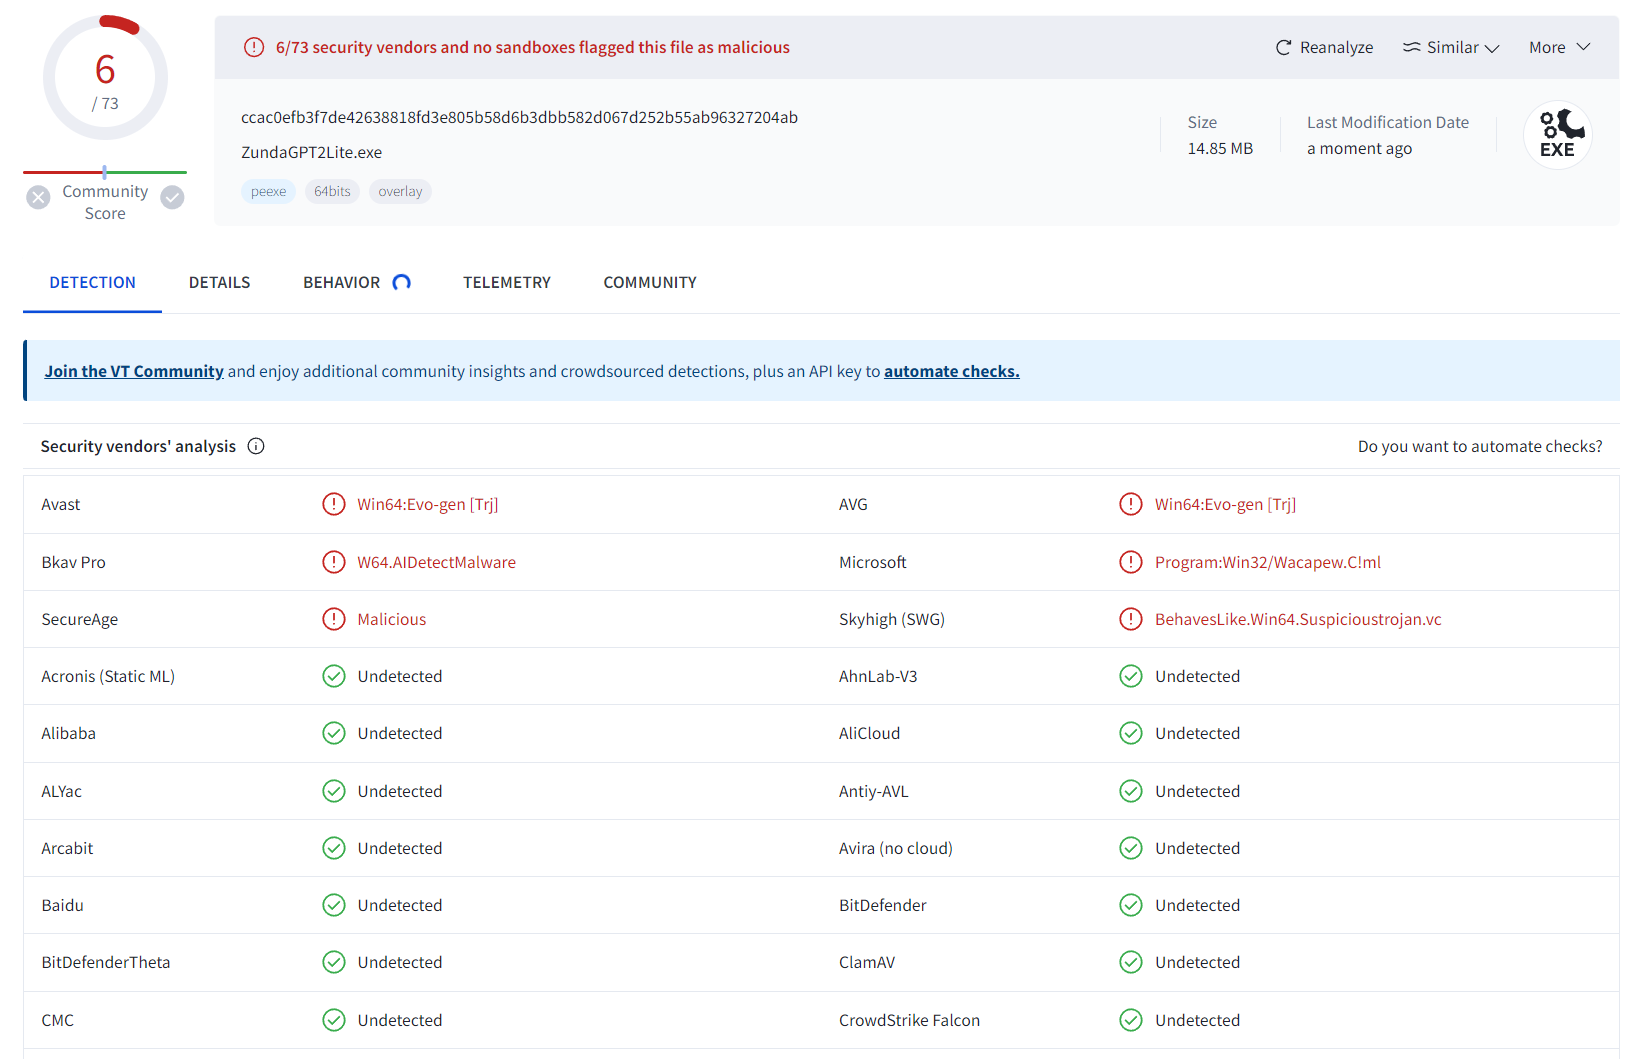 6
/ 73
Community
Score
6/73 security vendors and no sandboxes flagged this file as malicious
Reanalyze
Similar
More
ccac0efb3f7de42638818fd3e805b58d6b3dbb582d067d252b55ab96327204ab
ZundaGPT2Lite.exe
peexe
64bits
overlay
Size
14.85 MB
Last Modification Date
a moment ago
EXE
DETECTION
DETAILS
BEHAVIOR
TELEMETRY
COMMUNITY
Join the VT Community and enjoy additional community insights and crowdsourced detections, plus an API key to automate checks.
Security vendors' analysis
Do you want to automate checks?
Avast Win64:Evo-gen [Trj] AVG Win64:Evo-gen [Trj]
Bkav Pro W64.AIDetectMalware Microsoft Program:Win32/Wacapew.C!ml
SecureAge Malicious Skyhigh (SWG) BehavesLike.Win64.Suspicioustrojan.vc
Acronis (Static ML) Undetected AhnLab-V3 Undetected
Alibaba Undetected AliCloud Undetected
ALYac Undetected Antiy-AVL Undetected
Arcabit Undetected Avira (no cloud) Undetected
Baidu Undetected BitDefender Undetected
BitDefenderTheta Undetected ClamAV Undetected
CMC Undetected CrowdStrike Falcon Undetected